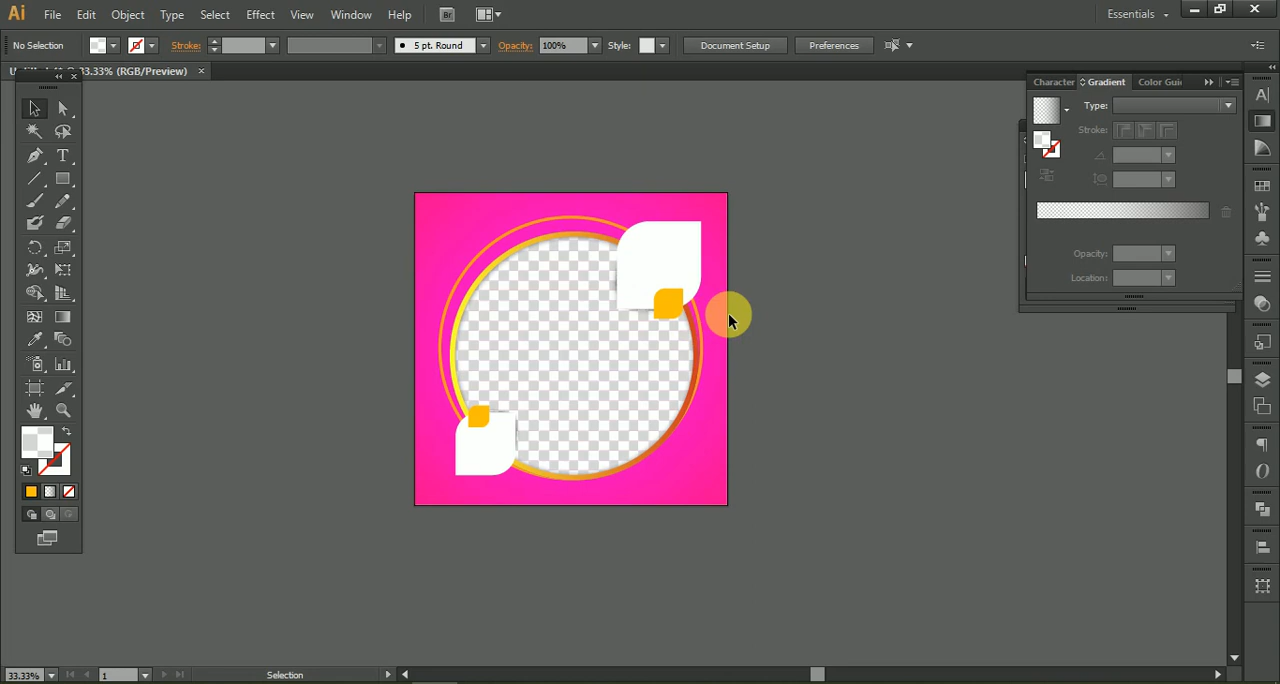 Ai File Edit Object Type Select Effect View Window Help Br Essentials
No Selection Stroke: 5 pt. Round Opacity: 100% Style: Document Setup Preferences
33.33% (RGB/Preview) ×
Character Gradient Color Gui
Type:
Stroke:
Opacity:
Location:
33.33% 1 Selection